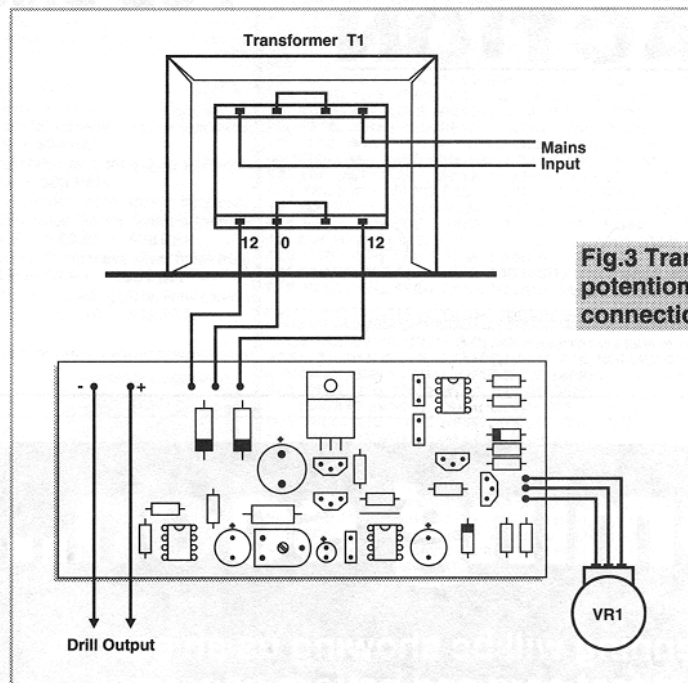 Transformer T1
Mains
Input
12 0 12
Fig.3 Tran
potention
connectio
- +
+
+ + +
VR1
Drill Output